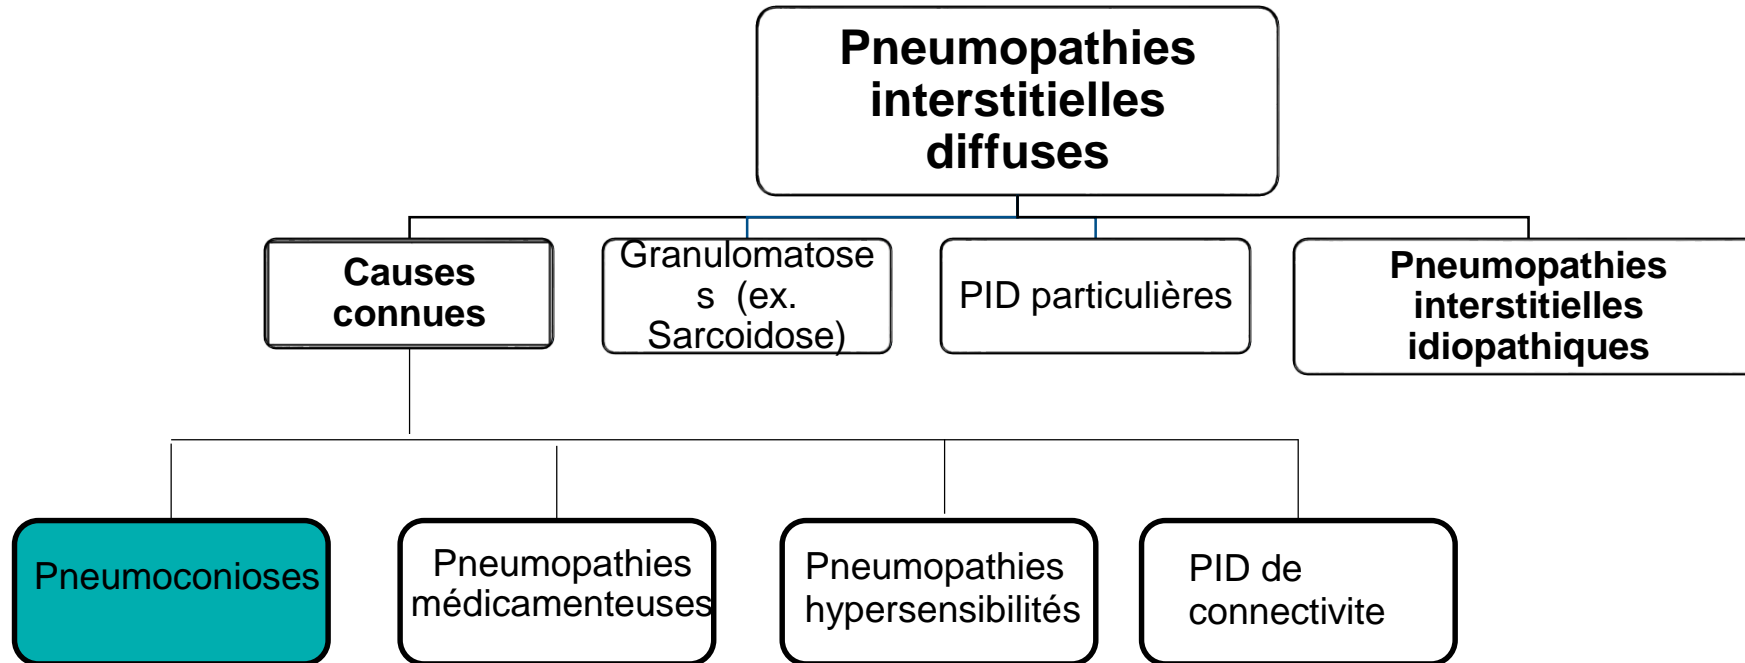 Pneumopathies
interstitielles
diffuses
Causes
connues
Granulomatose
s (ex.
Sarcoidose)
PID particulières
Pneumopathies
interstitielles
idiopathiques
Pneumoconioses
Pneumopathies
médicamenteuses
Pneumopathies
hypersensibilités
PID de
connectivite